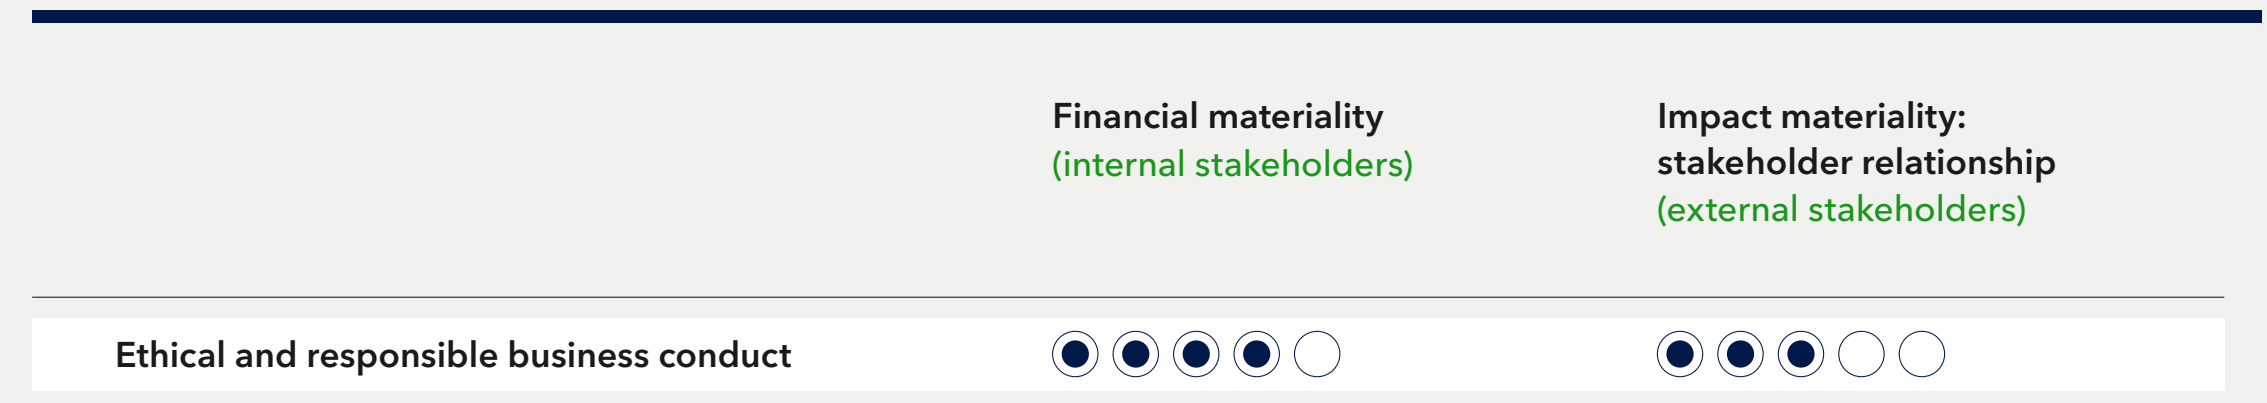 Financial materiality
(internal stakeholders)
Impact materiality:
stakeholder relationship
(external stakeholders)
Ethical and responsible business conduct